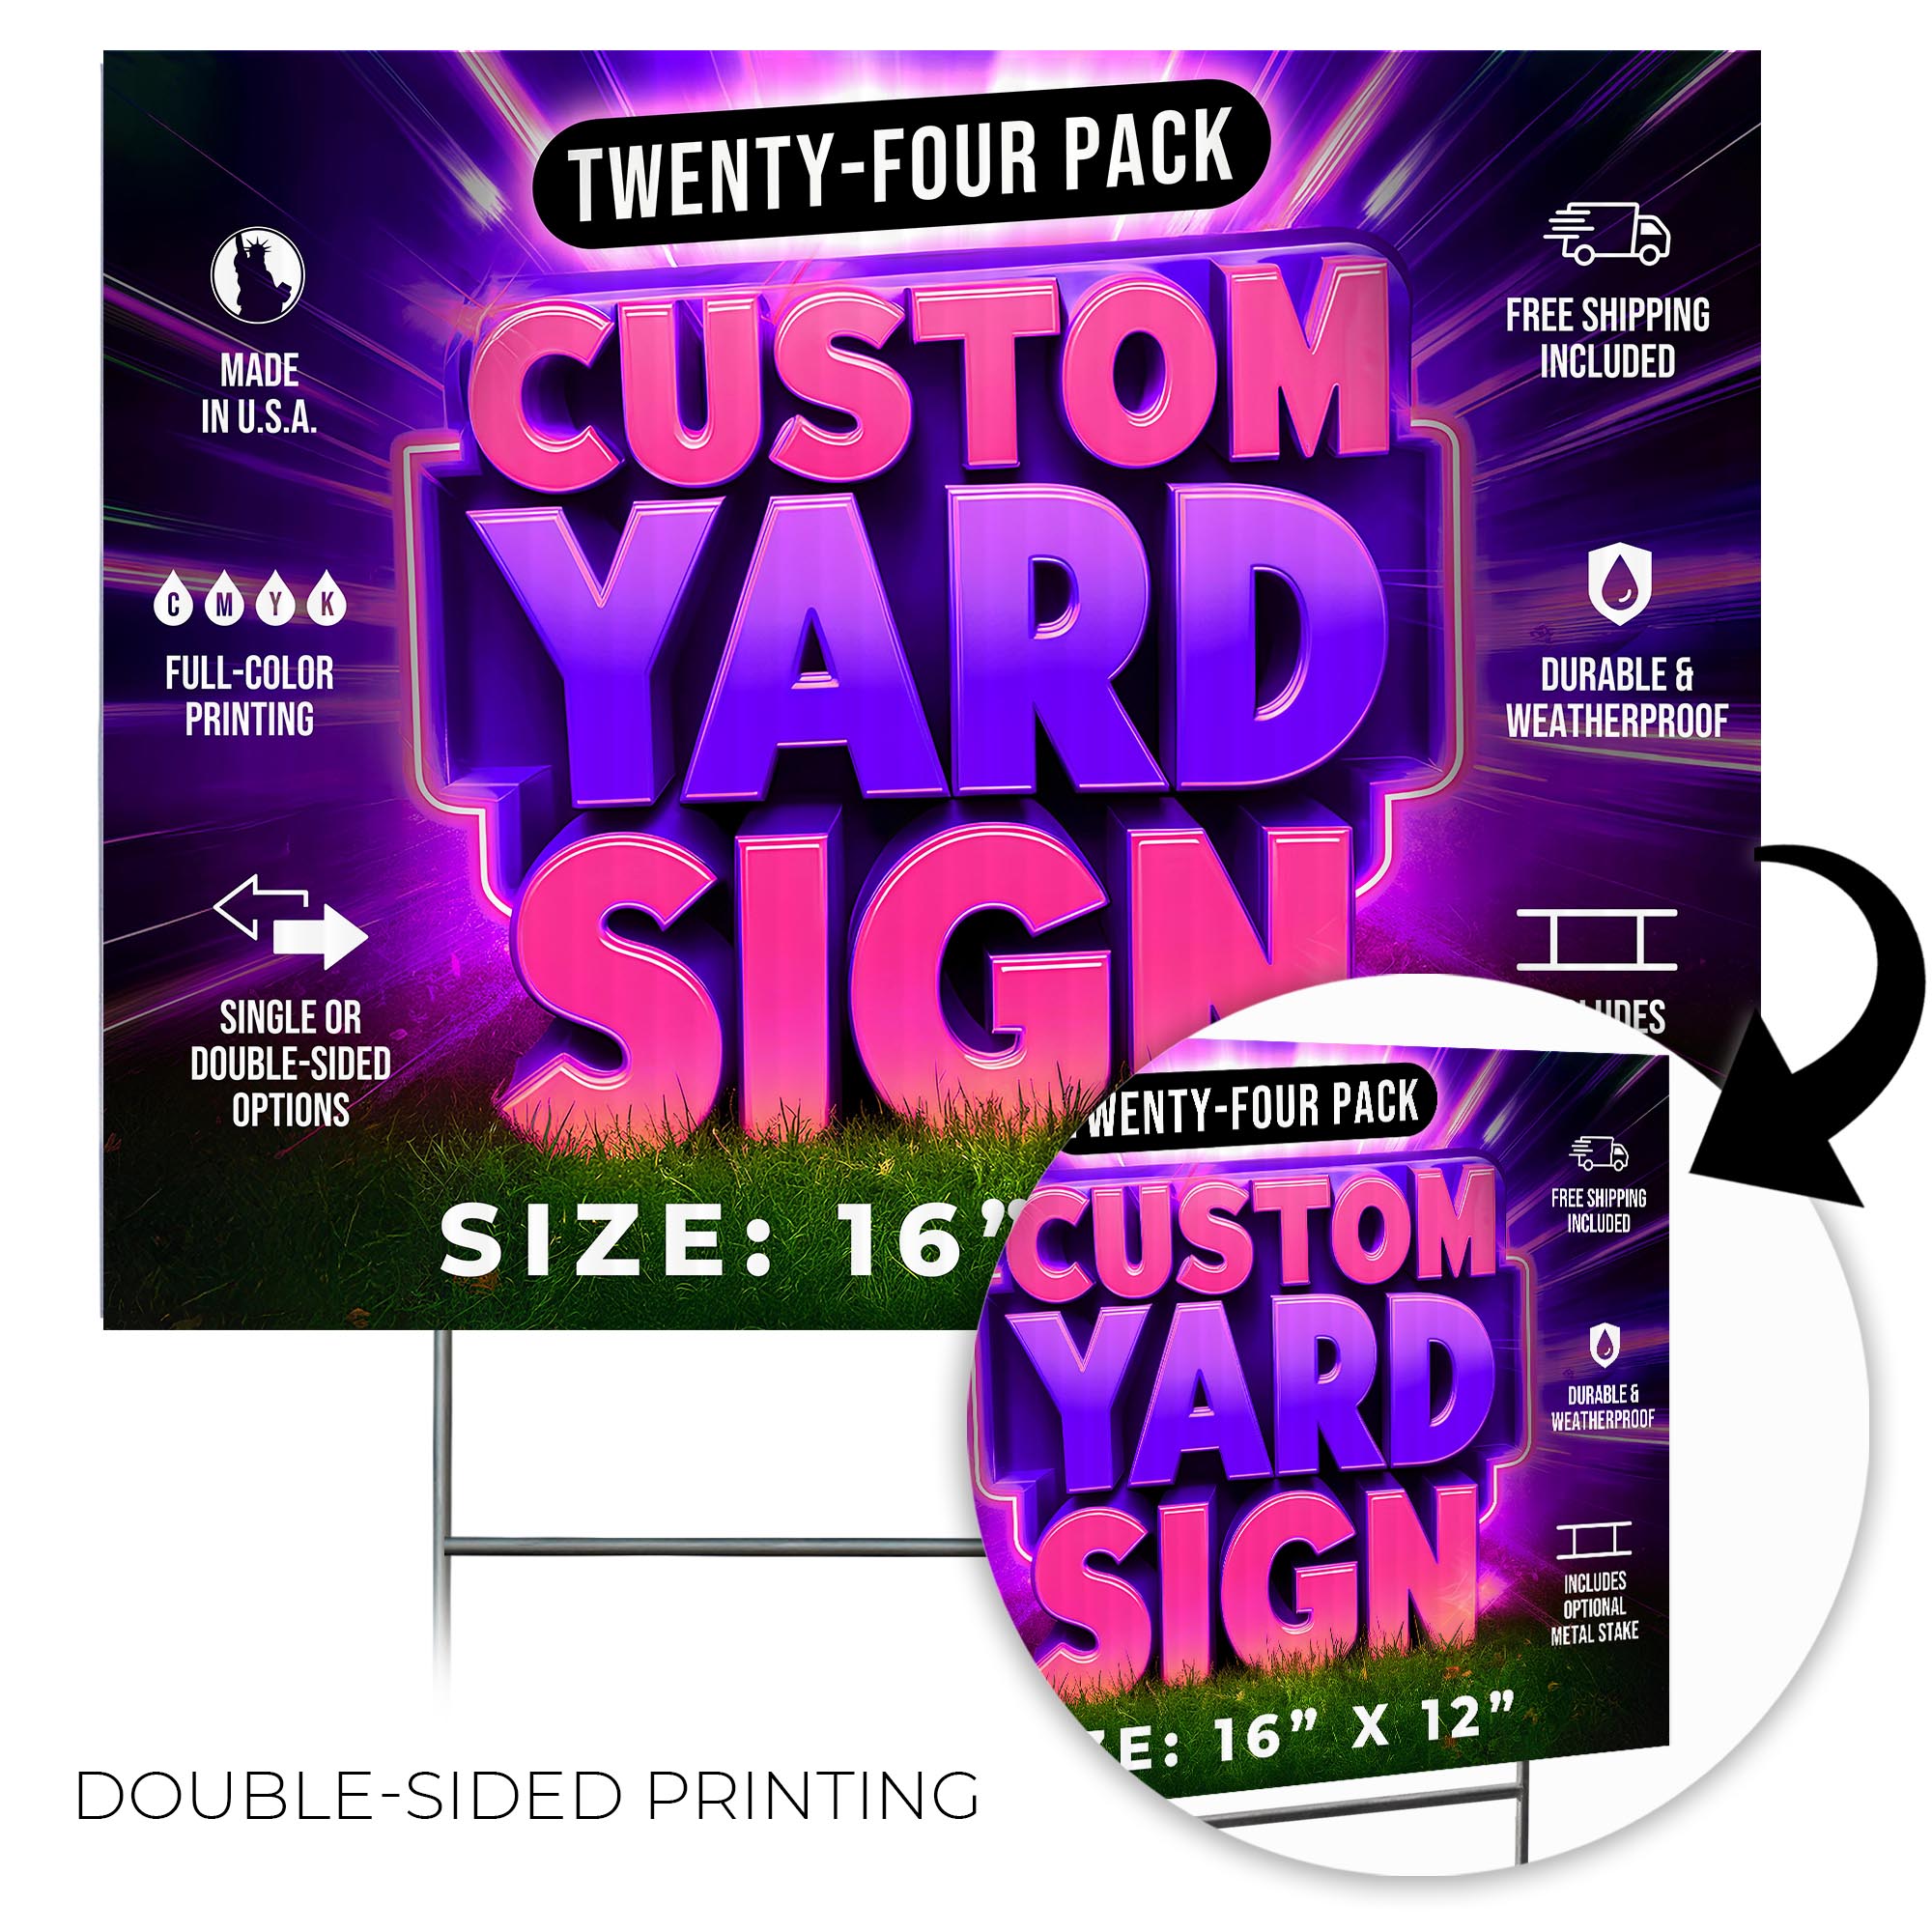 TWENTY-FOUR PACK
CUSTOM
YARD
SIGN
MADE
IN U.S.A.
C M Y K
FULL-COLOR
PRINTING
SINGLE OR
DOUBLE-SIDED
OPTIONS
FREE SHIPPING
INCLUDED
DURABLE &
WEATHERPROOF
SIZE: 16”
FOUR PACK
CUSTOM
YARD
SIGN
FREE SHIPPING
INCLUDED
DURABLE &
WEATHERPROOF
INCLUDES
OPTIONAL
METAL STAKE
16” X 12”
DOUBLE-SIDED PRINTING